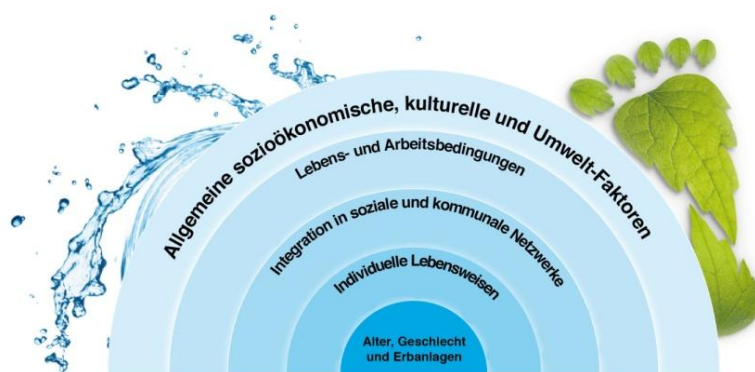 Allgemeine sozioökonomische, kulturelle und Umwelt-Faktoren
Lebens- und Arbeitsbedingungen
Integration in soziale und kommunale Netzwerke
Individuelle Lebensweisen
Alter, Geschlecht
und Erbanlagen